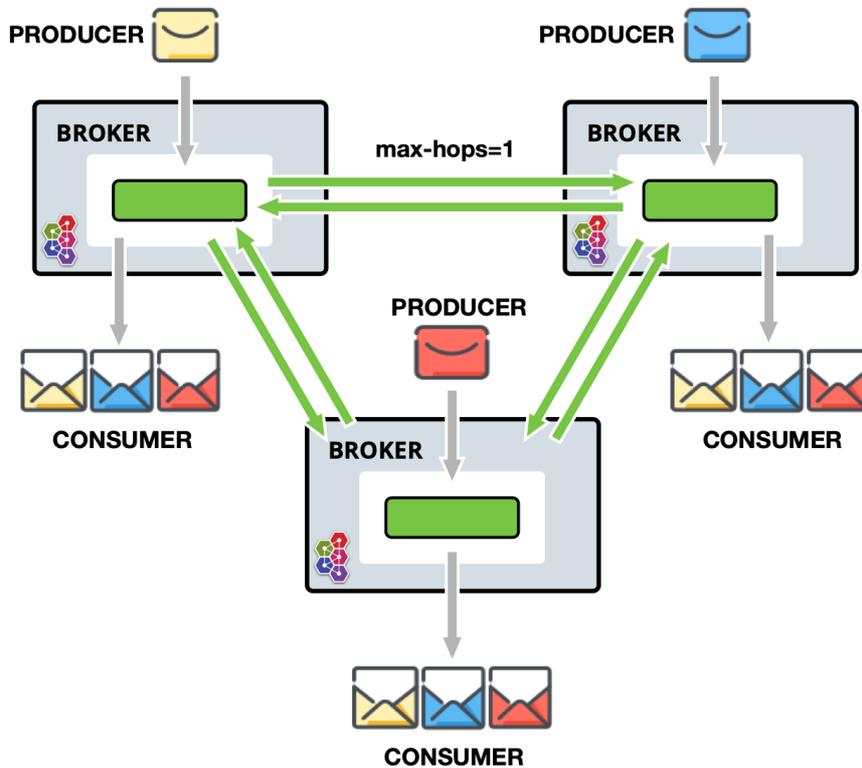 PRODUCER
PRODUCER
BROKER
BROKER
max-hops=1
PRODUCER
CONSUMER
CONSUMER
BROKER
CONSUMER